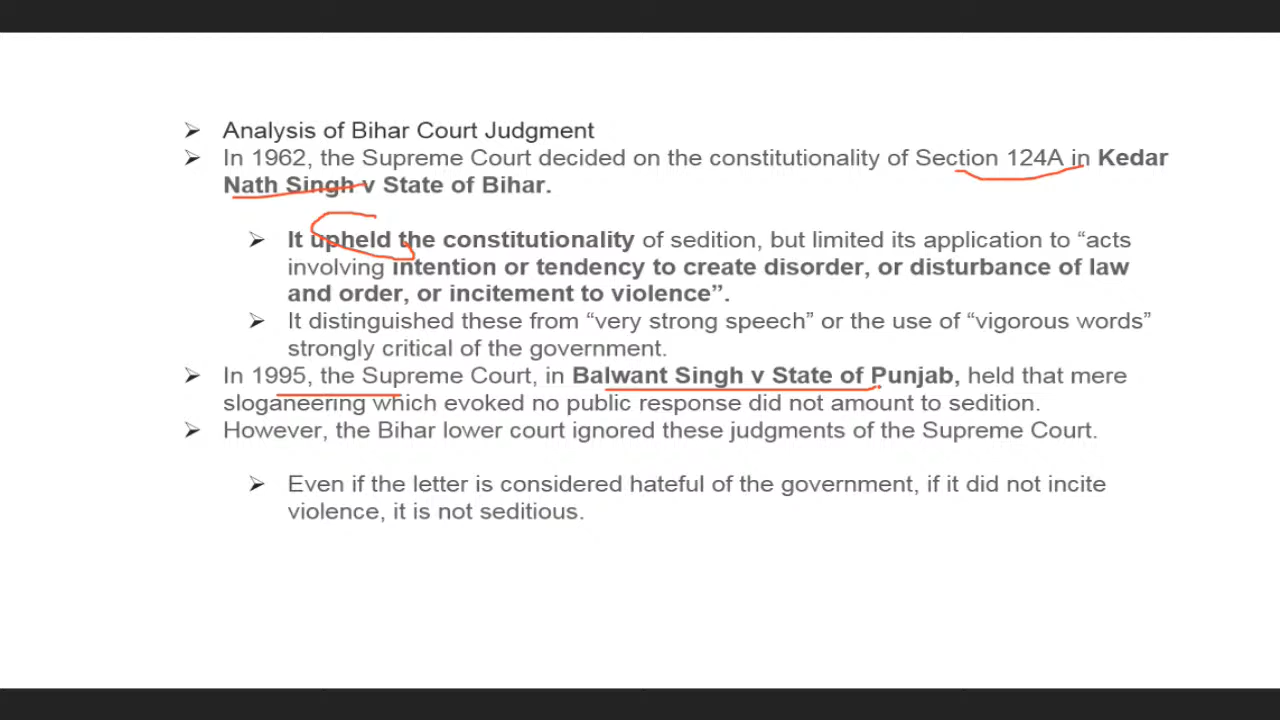 Analysis of Bihar Court Judgment
In 1962, the Supreme Court decided on the constitutionality of Section 124A in Kedar
Nath Singh v State of Bihar.
It upheld the constitutionality of sedition, but limited its application to “acts
involving intention or tendency to create disorder, or disturbance of law
and order, or incitement to violence”.
It distinguished these from “very strong speech” or the use of “vigorous words”
strongly critical of the government.
In 1995, the Supreme Court, in Balwant Singh v State of Punjab, held that mere
sloganeering which evoked no public response did not amount to sedition.
However, the Bihar lower court ignored these judgments of the Supreme Court.
Even if the letter is considered hateful of the government, if it did not incite
violence, it is not seditious.